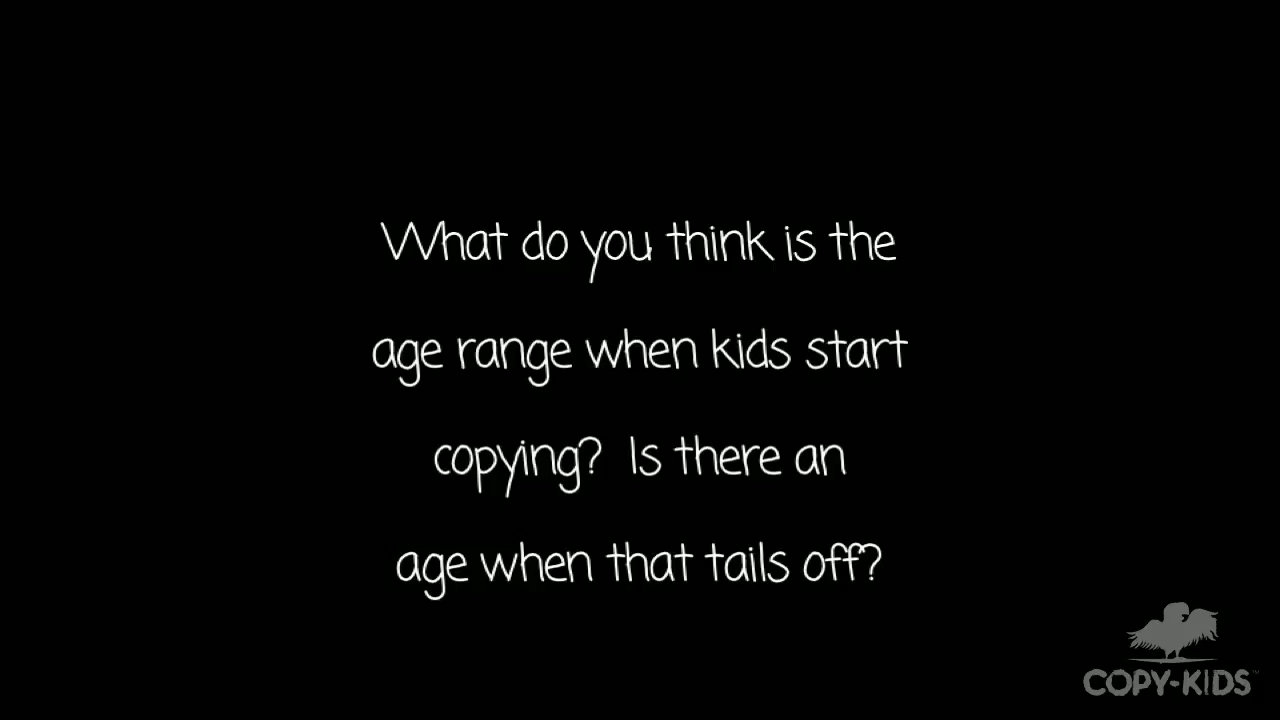 What do you think is the
age range when kids start
copying? Is there an
age when that tails off?
COPY-KIDS™